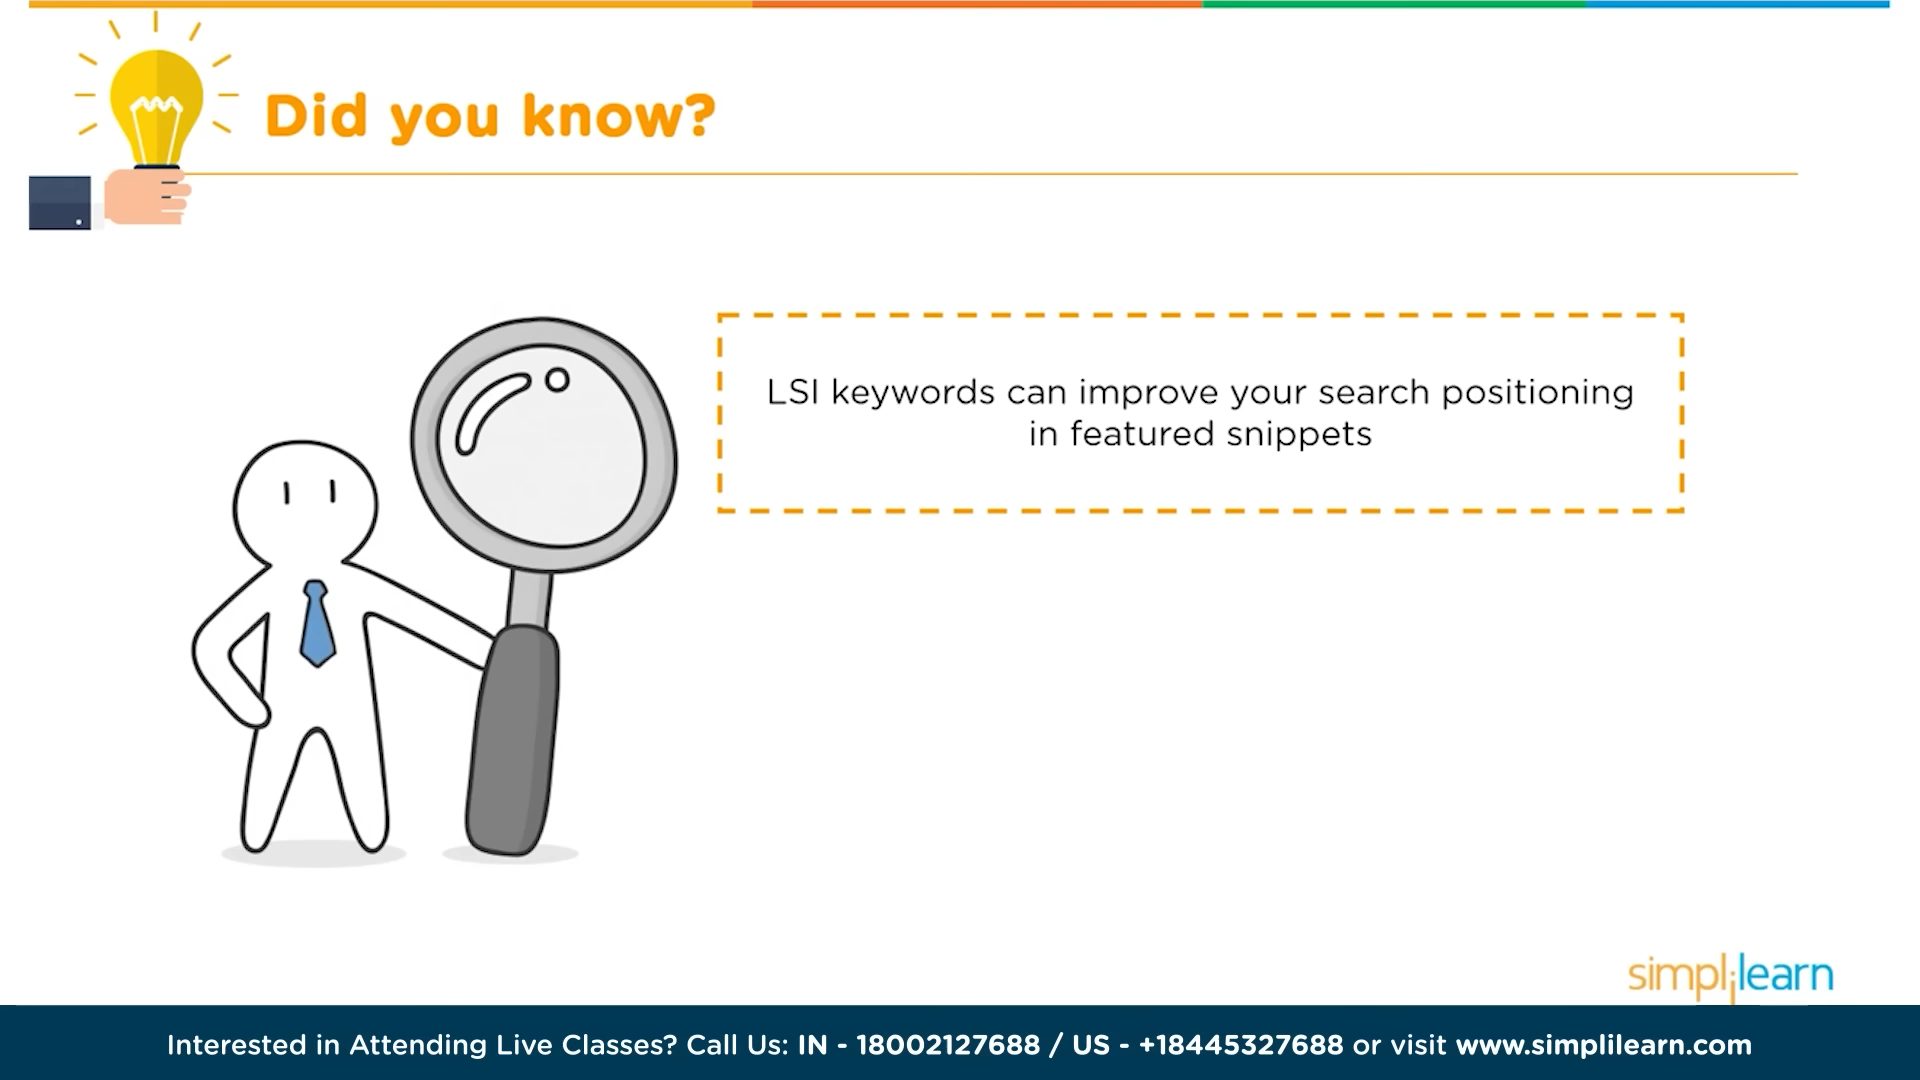 Did you know?
LSI keywords can improve your search positioning
in featured snippets
simplilearn
Interested in Attending Live Classes? Call Us: IN - 18002127688 / US - +18445327688 or visit www.simplilearn.com